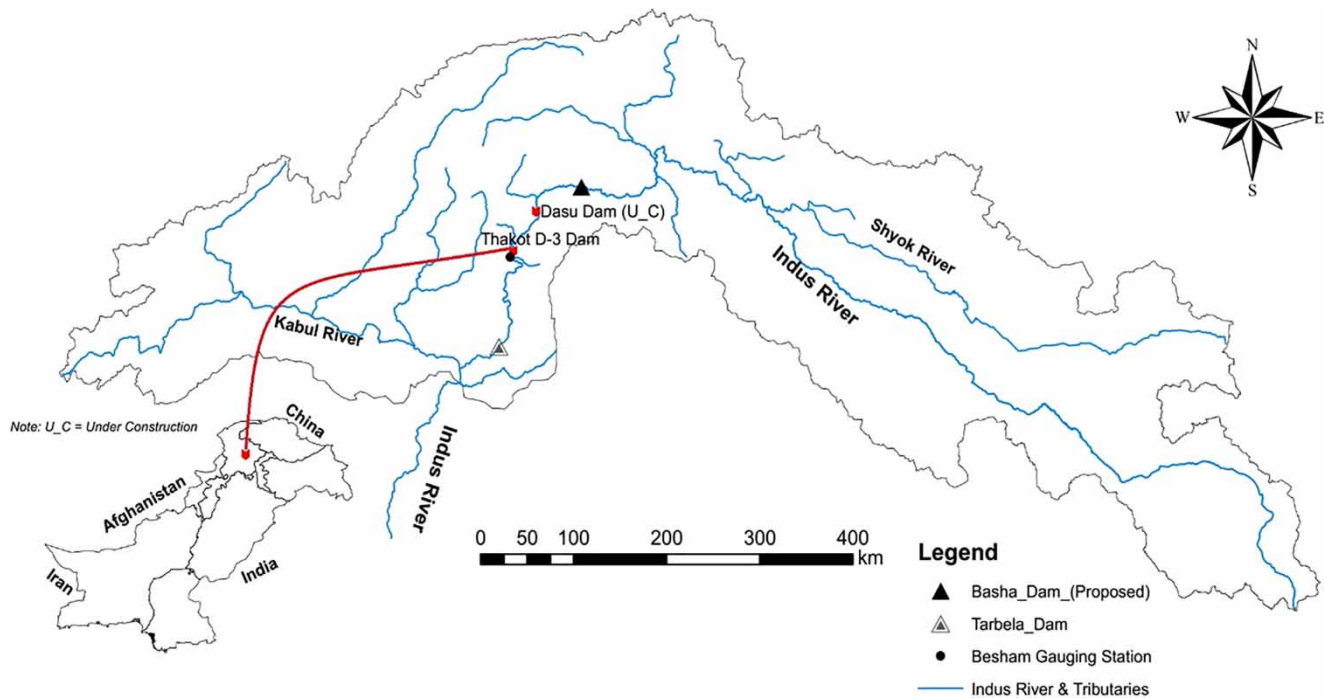 N
W
E
S
Dasu Dam (U_C)
Thakot D-3 Dam
Shyok River
Indus River
Kabul River
Note: U_C = Under Construction
China
Afghanistan
Indus River
India
Iran
0 50 100 200 300 400
km
Legend
Basha_Dam_(Proposed)
Tarbela_Dam
Besham Gauging Station
Indus River & Tributaries